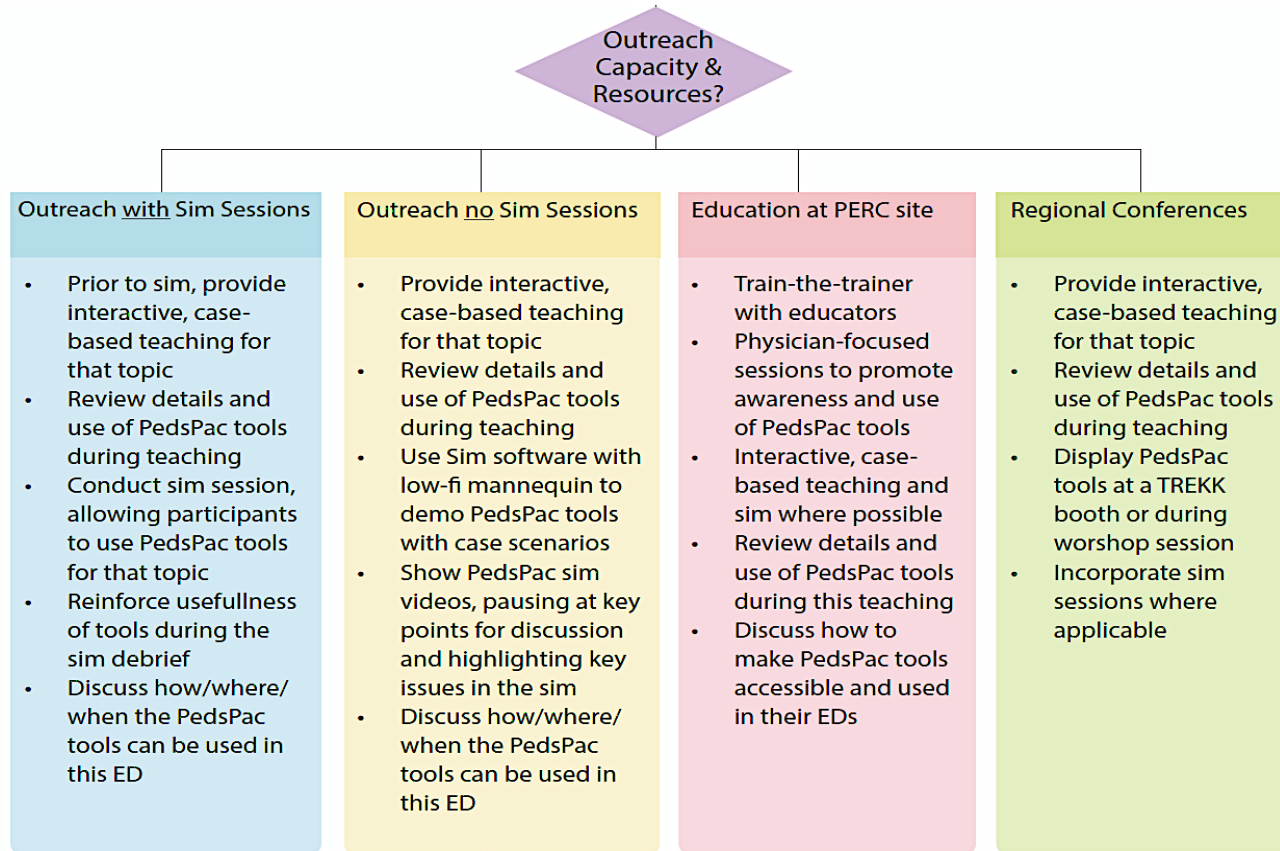 Outreach
Capacity &
Resources?
Outreach with Sim Sessions
• Prior to sim, provide
interactive, case-
based teaching for
that topic
• Review details and
use of PedsPac tools
during teaching
• Conduct sim session,
allowing participants
to use PedsPac tools
for that topic
• Reinforce usefullness
of tools during the
sim debrief
• Discuss how/where/
when the PedsPac
tools can be used in
this ED
Outreach no Sim Sessions
• Provide interactive,
case-based teaching
for that topic
• Review details and
use of PedsPac tools
during teaching
• Use Sim software with
low-fi mannequin to
demo PedsPac tools
with case scenarios
• Show PedsPac sim
videos, pausing at key
points for discussion
and highlighting key
issues in the sim
• Discuss how/where/
when the PedsPac
tools can be used in
this ED
Education at PERC site
• Train-the-trainer
with educators
• Physician-focused
sessions to promote
awareness and use
of PedsPac tools
• Interactive, case-
based teaching and
sim where possible
• Review details and
use of PedsPac tools
during this teaching
• Discuss how to
make PedsPac tools
accessible and used
in their EDs
Regional Conferences
• Provide interactive,
case-based teaching
for that topic
• Review details and
use of PedsPac tools
during teaching
• Display PedsPac
tools at a TREKK
booth or during
worshop session
• Incorporate sim
sessions where
applicable